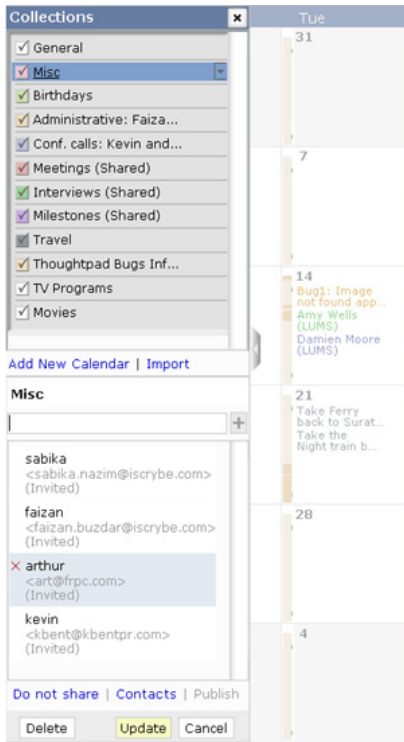 Collections
General
Misc
Birthdays
Administrative: Faiza...
Conf. calls: Kevin and...
Meetings (Shared)
Interviews (Shared)
Milestones (Shared)
Travel
Thoughtpad Bugs Inf...
TV Programs
Movies
Add New Calendar | Import
Misc
sabika
<sabika.nazim@iscrybe.com>
(Invited)
faizan
<faizan.buzdar@iscrybe.com>
(Invited)
arthur
<art@frpc.com>
(Invited)
kevin
<kbent@kbentpr.com>
(Invited)
Do not share | Contacts | Publish
Delete Update Cancel
Tue
31
7
14
Bug1: Image
not found app...
Amy Wells
(LUMS)
Damien Moore
(LUMS)
21
Take Ferry
back to Surat...
Take the
Night train b...
28
4